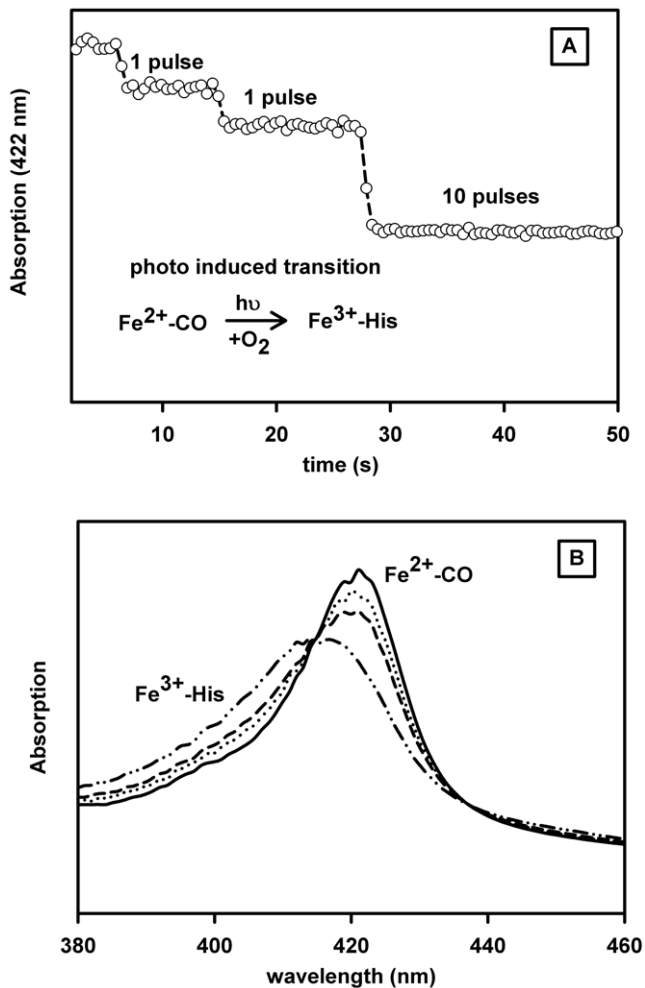 A
1 pulse
1 pulse
10 pulses
photo induced transition
Fe²⁺-CO hυ +O₂ Fe³⁺-His
Absorption (422 nm)
10 20 30 40 50
time (s)
B
Fe²⁺-CO
Fe³⁺-His
Absorption
380 400 420 440 460
wavelength (nm)